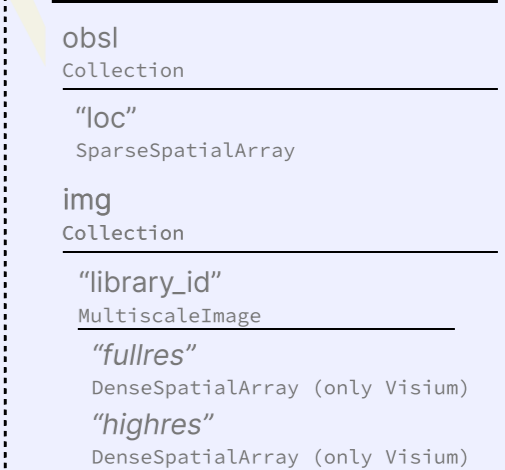 obsl
Collection
“loc”
SparseSpatialArray
img
Collection
“library_id”
MultiscaleImage
“fullres”
DenseSpatialArray (only Visium)
“highres”
DenseSpatialArray (only Visium)